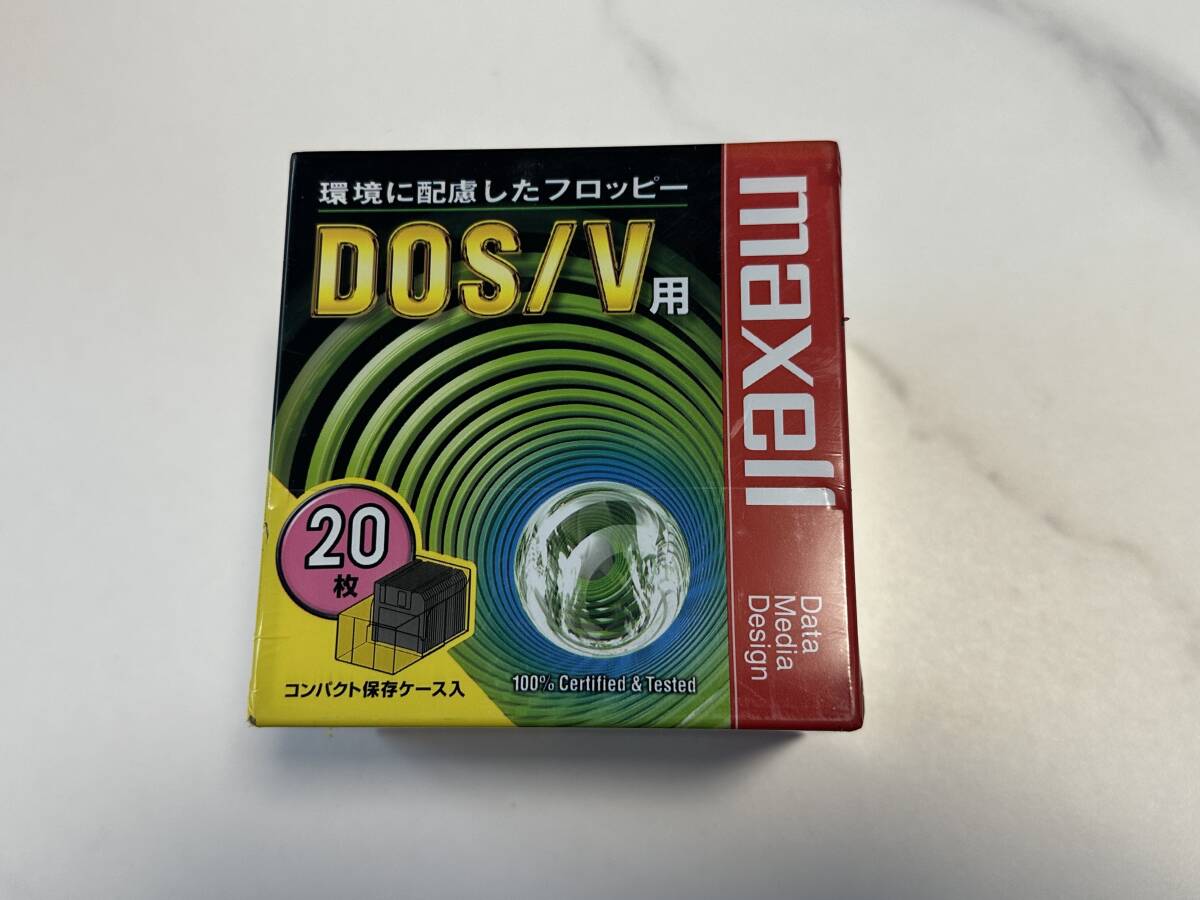 環境に配慮したフロッピー
DOS/V用
maxell
Data
Media
Design
20
枚
コンパクト保存ケース入
100% Certified & Tested